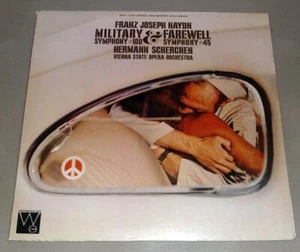 FRANZ JOSEPH HAYDN
MILITARY & FAREWELL
SYMPHONY #100 SYMPHONY #45
HERMANN SCHERCHEN
VIENNA STATE OPERA ORCHESTRA
W